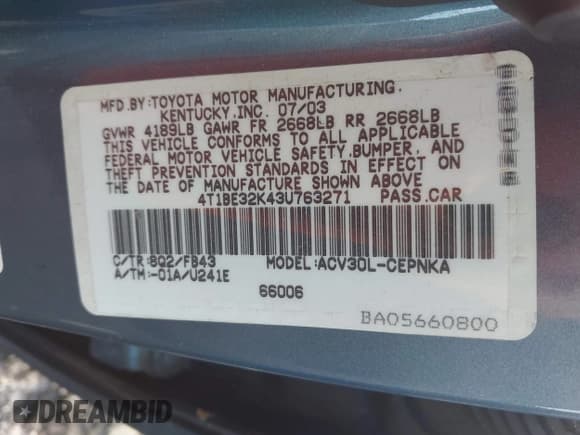 MFD.BY:TOYOTA MOTOR MANUFACTURING,
KENTUCKY,INC. 07/03
GVWR 4189LB GAWR FR 2668LB RR 2668LB
THIS VEHICLE CONFORMS TO ALL APPLICABLE
FEDERAL MOTOR VEHICLE SAFETY,BUMPER, AND
THEFT PREVENTION STANDARDS IN EFFECT ON
THE DATE OF MANUFACTURE SHOWN ABOVE
4T1BE32K43U763271 PASS.CAR
C/TR:8Q2/FB43 MODEL:ACV30L-CEPNKA
A/TM:-01A/U241E
66006
BA05660800
DREAMBID